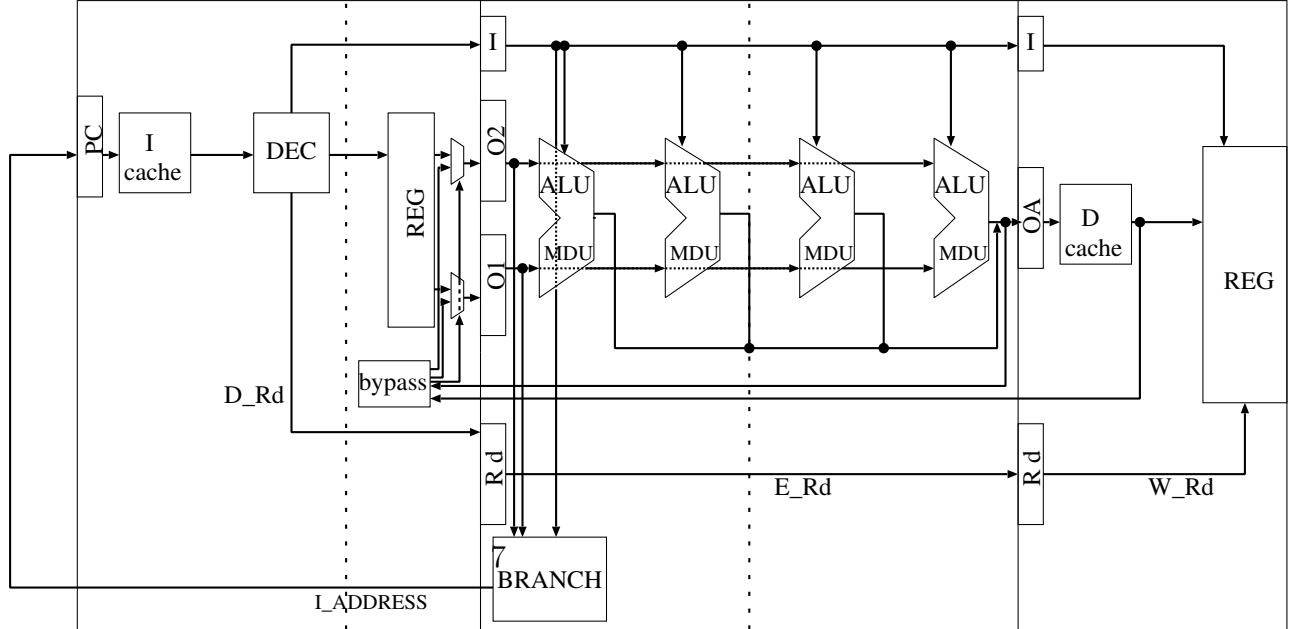 I
I
PC
I
cache
DEC
REG
O2
O1
ALU
MDU
ALU
MDU
ALU
MDU
ALU
MDU
OA
D
cache
REG
bypass
D_Rd
R d
E_Rd
R d
W_Rd
7
BRANCH
I_ADDRESS